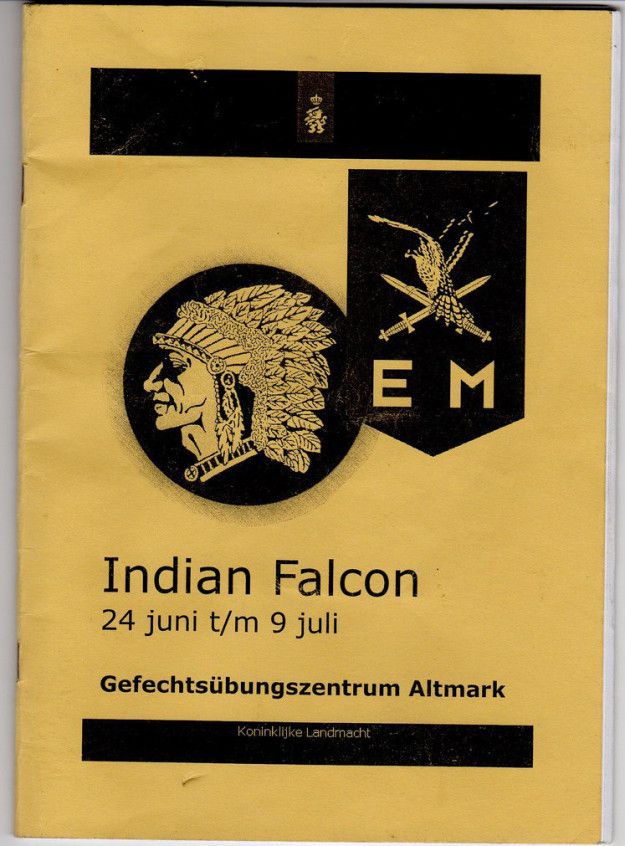 E M
Indian Falcon
24 juni t/m 9 juli
Gefechtsübungszentrum Altmark
Koninklijke Landmacht